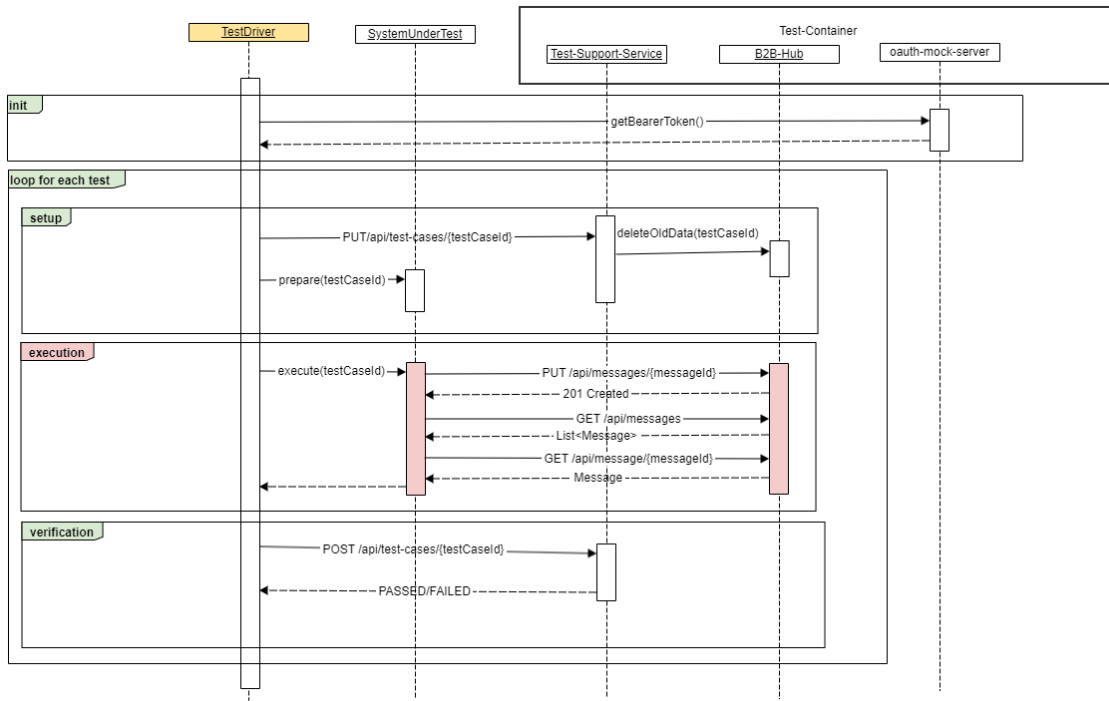 Test-Container
TestDriver
SystemUnderTest
Test-Support-Service
B2B-Hub
oauth-mock-server
init
getBearerToken()
loop for each test
setup
PUT/api/test-cases/{testCaseId}
deleteOldData(testCaseId)
prepare(testCaseId)
execution
execute(testCaseId)
PUT /api/messages/{messageId}
201 Created
GET /api/messages
List<Message>
GET /api/message/{messageId}
Message
verification
POST /api/test-cases/{testCaseId}
PASSED/FAILED